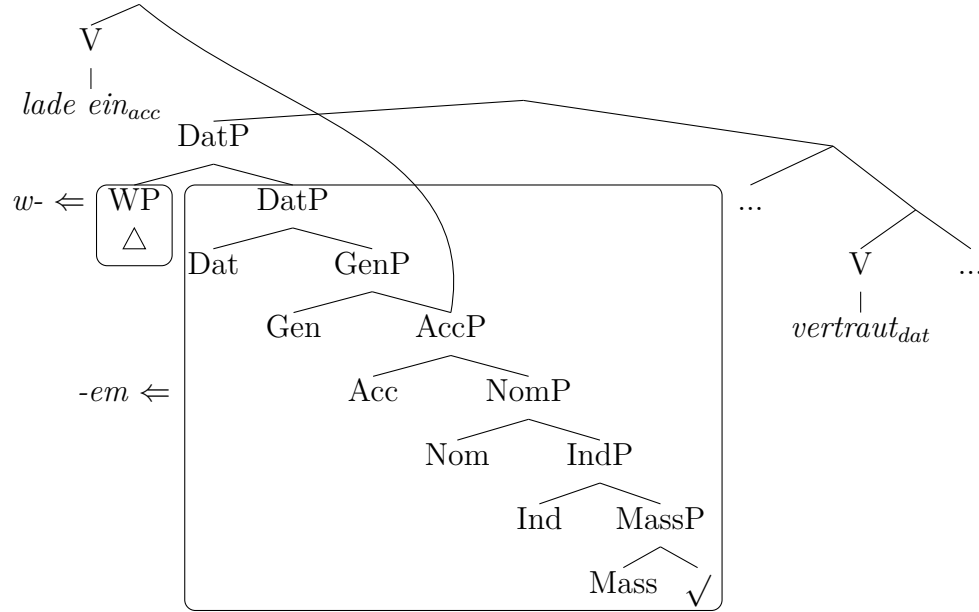 V
lade ein_acc
DatP
w- ⇐ WP DatP ...
△ Dat GenP V ...
Gen AccP vertraut_dat
-em ⇐ Acc NomP
Nom IndP
Ind MassP
Mass √